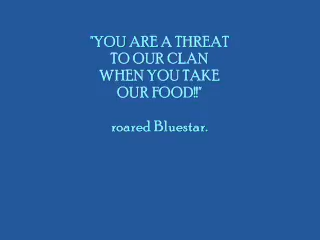 "YOU ARE A THREAT
TO OUR CLAN
WHEN YOU TAKE
OUR FOOD!!"
roared Bluestar.